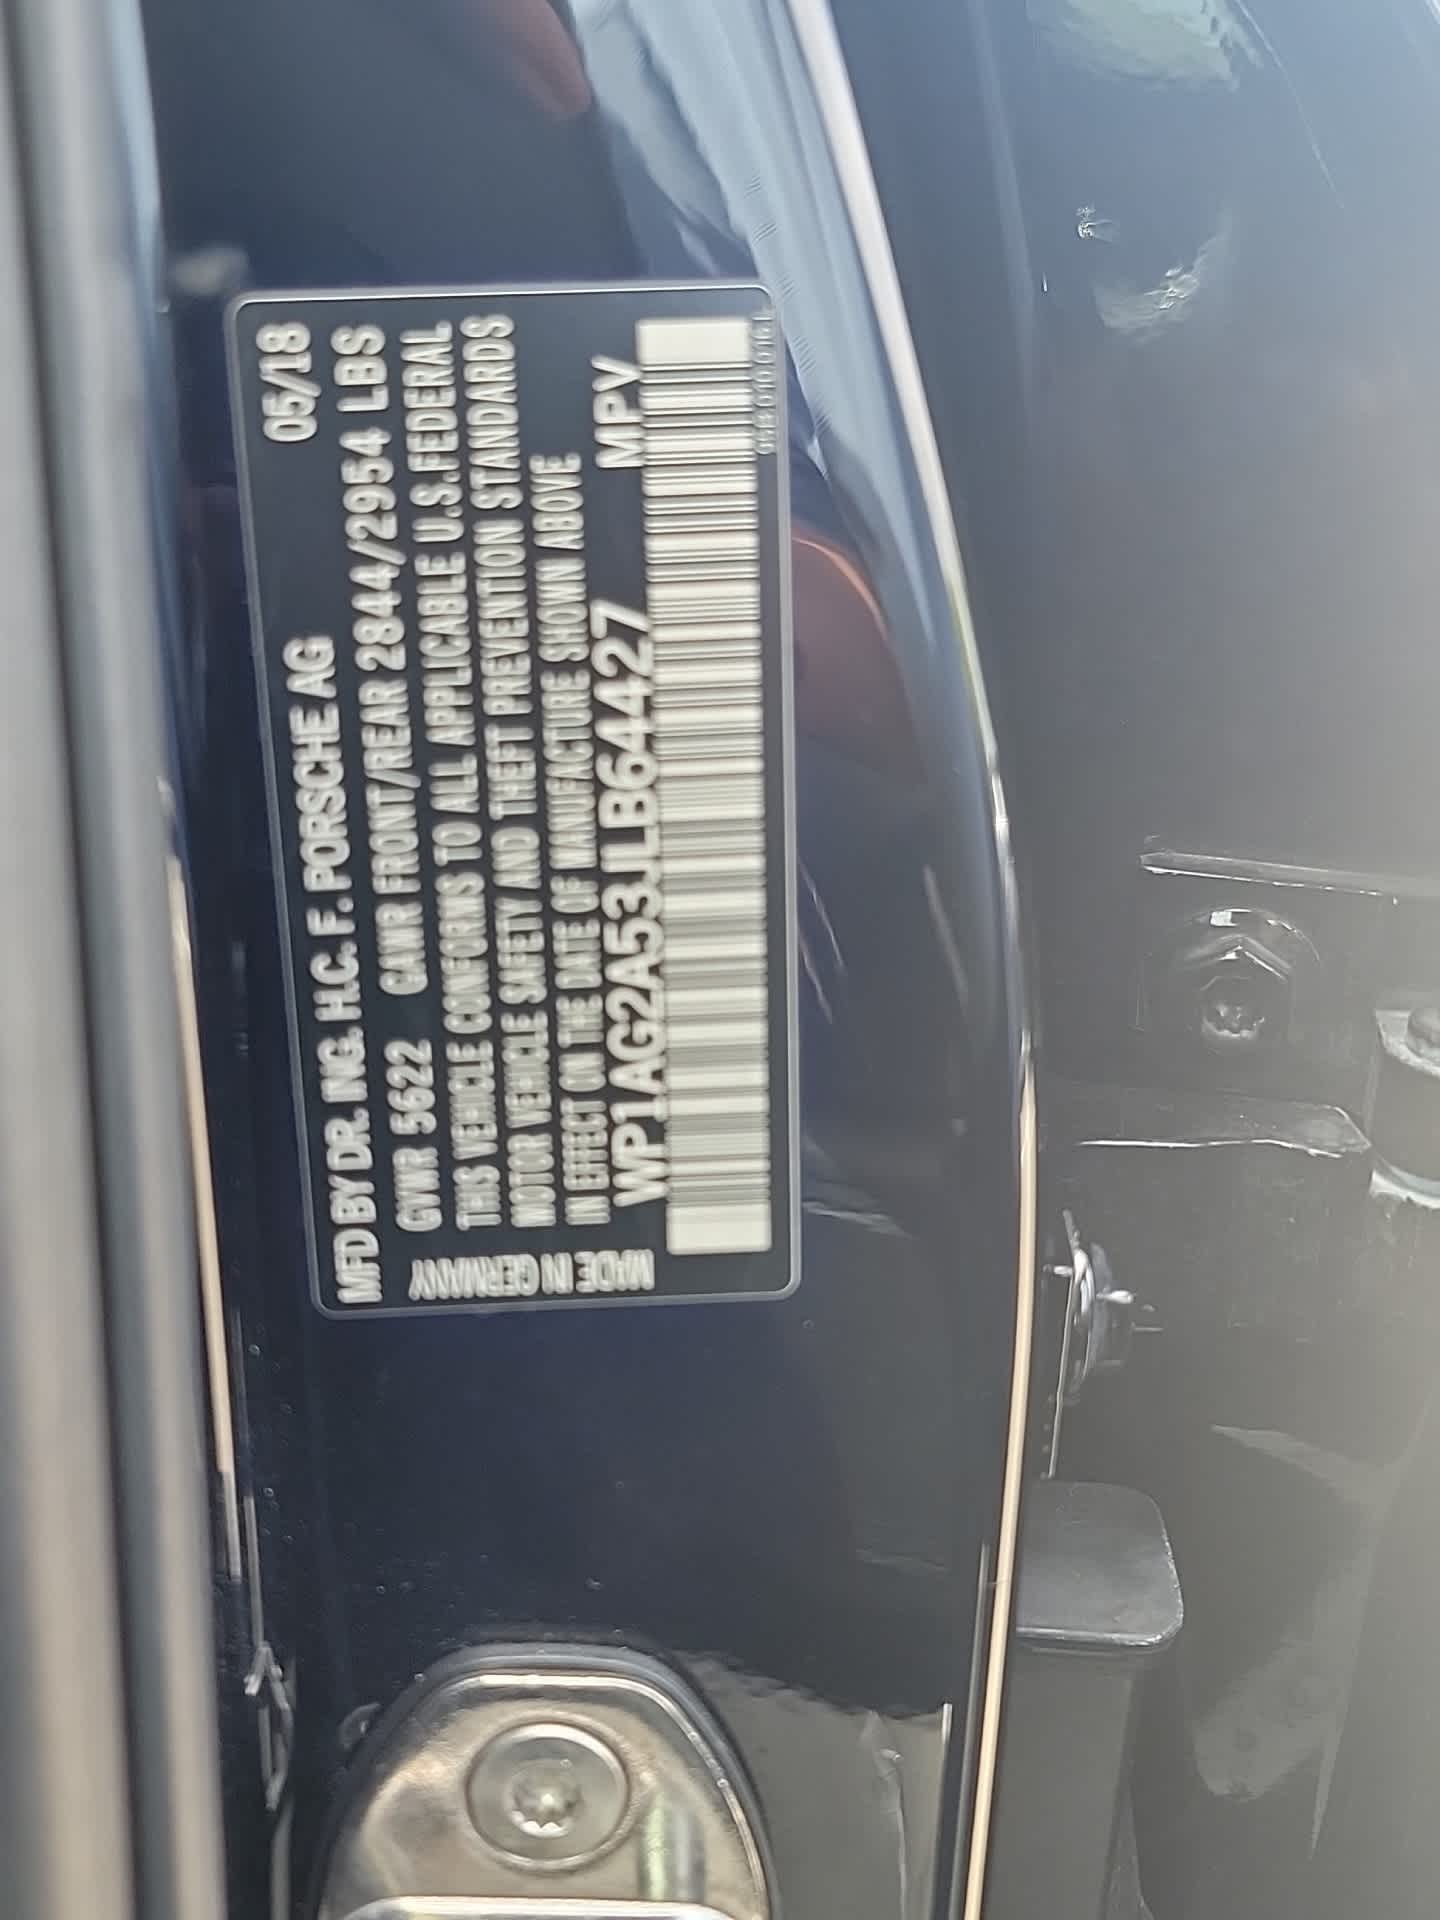 MFD BY DR. ING. H.C. F. PORSCHE AG 05/18
GVWR 5622 GAWR FRONT/REAR 2844/2954 LBS
THIS VEHICLE CONFORMS TO ALL APPLICABLE U.S.FEDERAL
MOTOR VEHICLE SAFETY AND THEFT PREVENTION STANDARDS
IN EFFECT ON THE DATE OF MANUFACTURE SHOWN ABOVE
WP1AG2A53JLB64427 MPV
MADE IN GERMANY